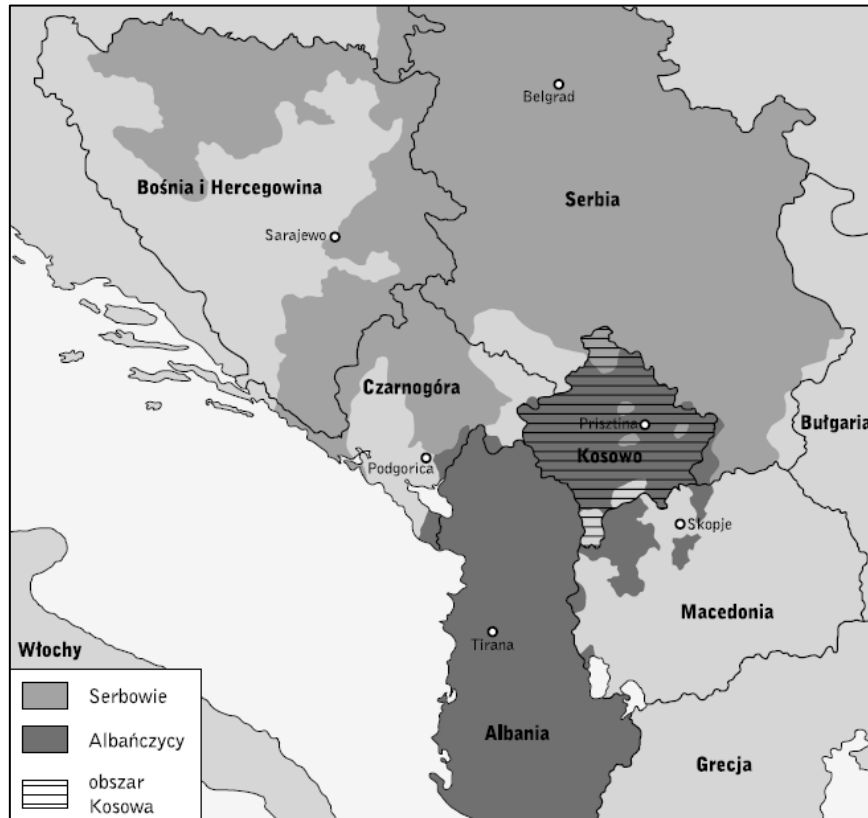 Belgrad
Bośnia i Hercegowina
Serbia
Sarajewo
Czarnogóra
Prisztina
Bułgaria
Podgorica
Kosowo
Skopje
Macedonia
Tirana
Włochy
Albania
Grecja
Serbowie
Albańczycy
obszar
Kosowa